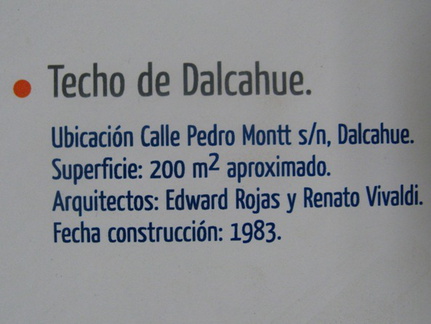 Techo de Dalcahue.
Ubicación Calle Pedro Montt s/n, Dalcahue.
Superficie: 200 m2 aproximado.
Arquitectos: Edward Rojas y Renato Vivaldi.
Fecha construcción: 1983.